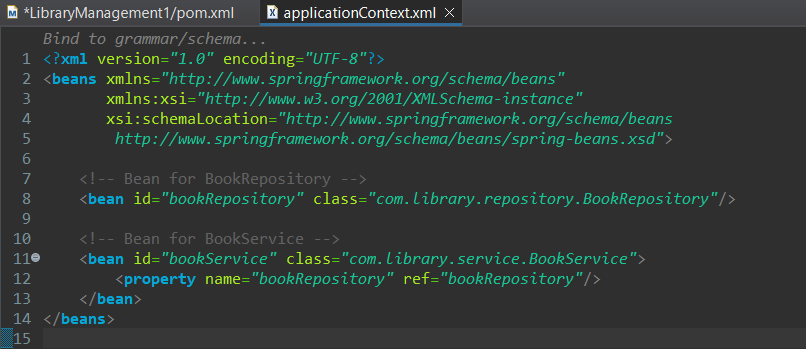 *LibraryManagement1/pom.xml applicationContext.xml
Bind to grammar/schema...
1 <?xml version="1.0" encoding="UTF-8"?>
2 <beans xmlns="http://www.springframework.org/schema/beans"
3 xmlns:xsi="http://www.w3.org/2001/XMLSchema-instance"
4 xsi:schemaLocation="http://www.springframework.org/schema/beans
5 http://www.springframework.org/schema/beans/spring-beans.xsd">
6
7 <!-- Bean for BookRepository -->
8 <bean id="bookRepository" class="com.library.repository.BookRepository"/>
9
10 <!-- Bean for BookService -->
11 <bean id="bookService" class="com.library.service.BookService">
12 <property name="bookRepository" ref="bookRepository"/>
13 </bean>
14 </beans>
15